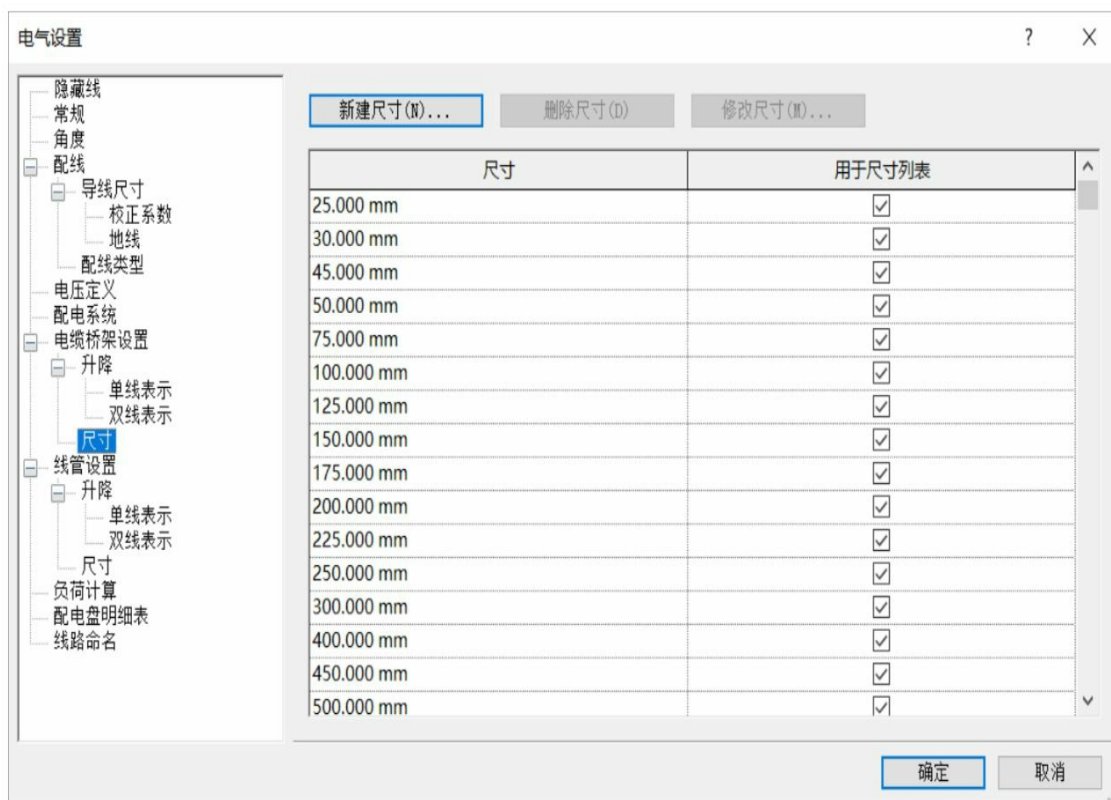 电气设置
?
隐藏线
常规
角度
配线
导线尺寸
校正系数
地线
配线类型
电压定义
配电系统
电缆桥架设置
升降
单线表示
双线表示
尺寸
线管设置
升降
单线表示
双线表示
尺寸
负荷计算
配电盘明细表
线路命名
新建尺寸(N)... 删除尺寸(D) 修改尺寸(M)...
尺寸 用于尺寸列表
25.000 mm
30.000 mm
45.000 mm
50.000 mm
75.000 mm
100.000 mm
125.000 mm
150.000 mm
175.000 mm
200.000 mm
225.000 mm
250.000 mm
300.000 mm
400.000 mm
450.000 mm
500.000 mm
确定 取消